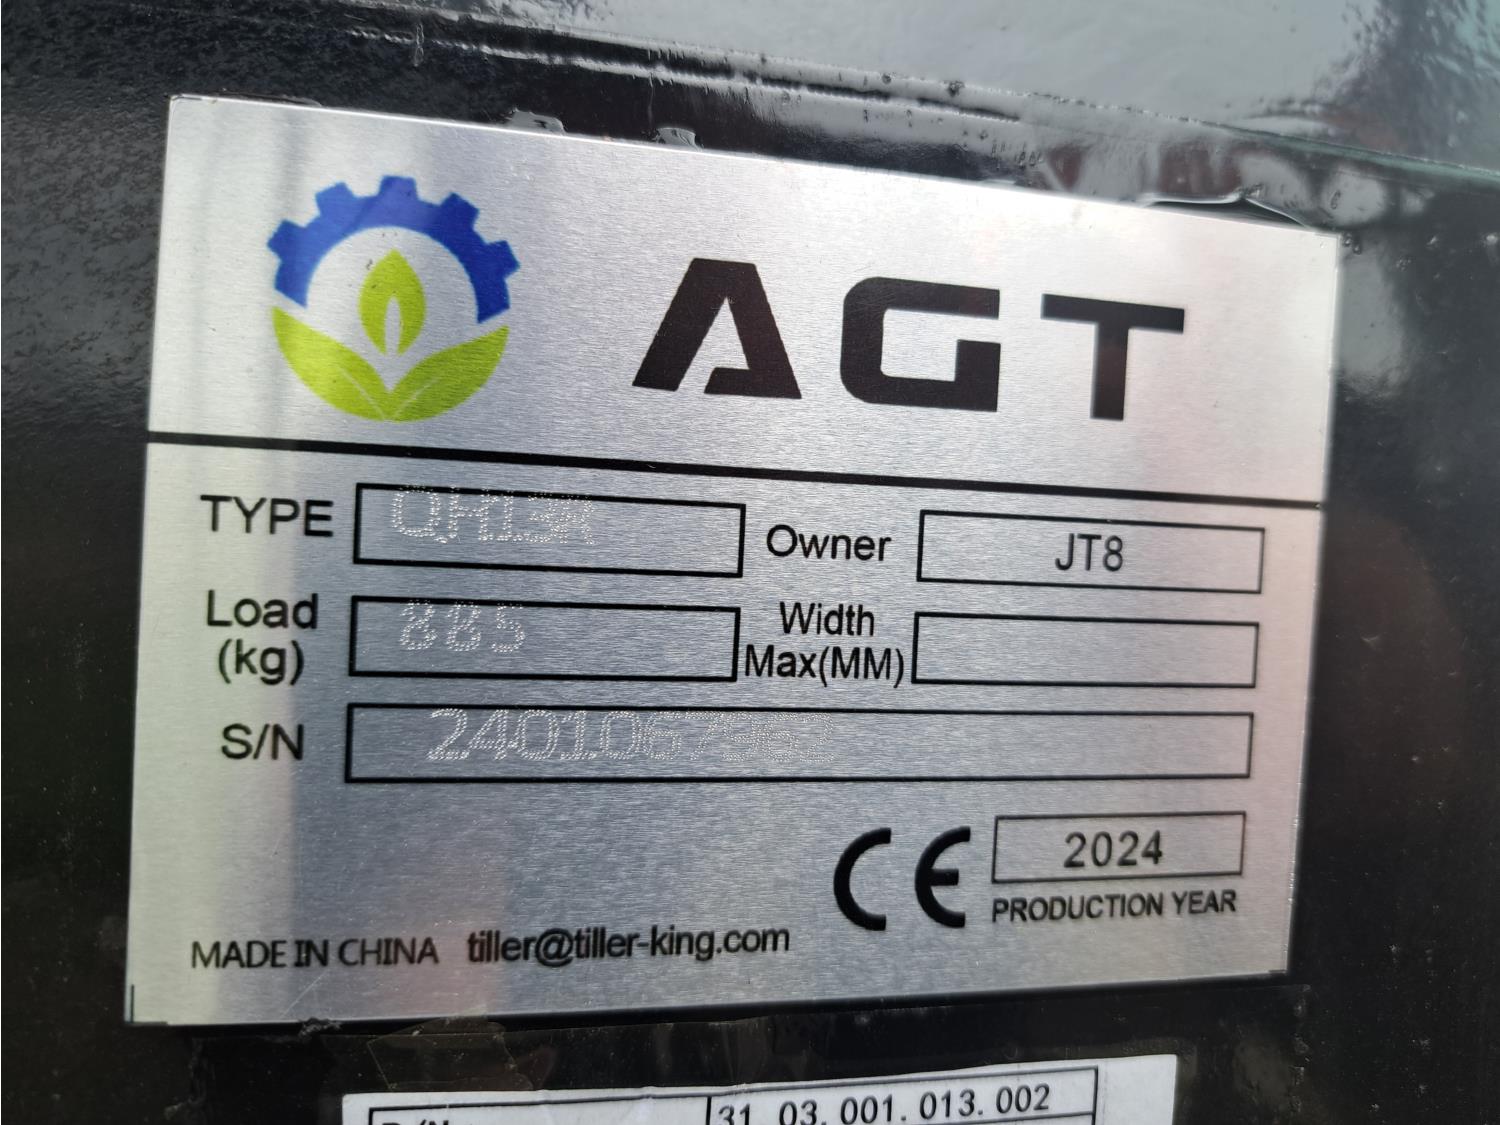 AGT
TYPE QH13R Owner JT8
Load (kg) 885 Width Max(MM)
S/N 2401067962
CE 2024
PRODUCTION YEAR
MADE IN CHINA tiller@tiller-king.com
31. 03. 001. 013. 002